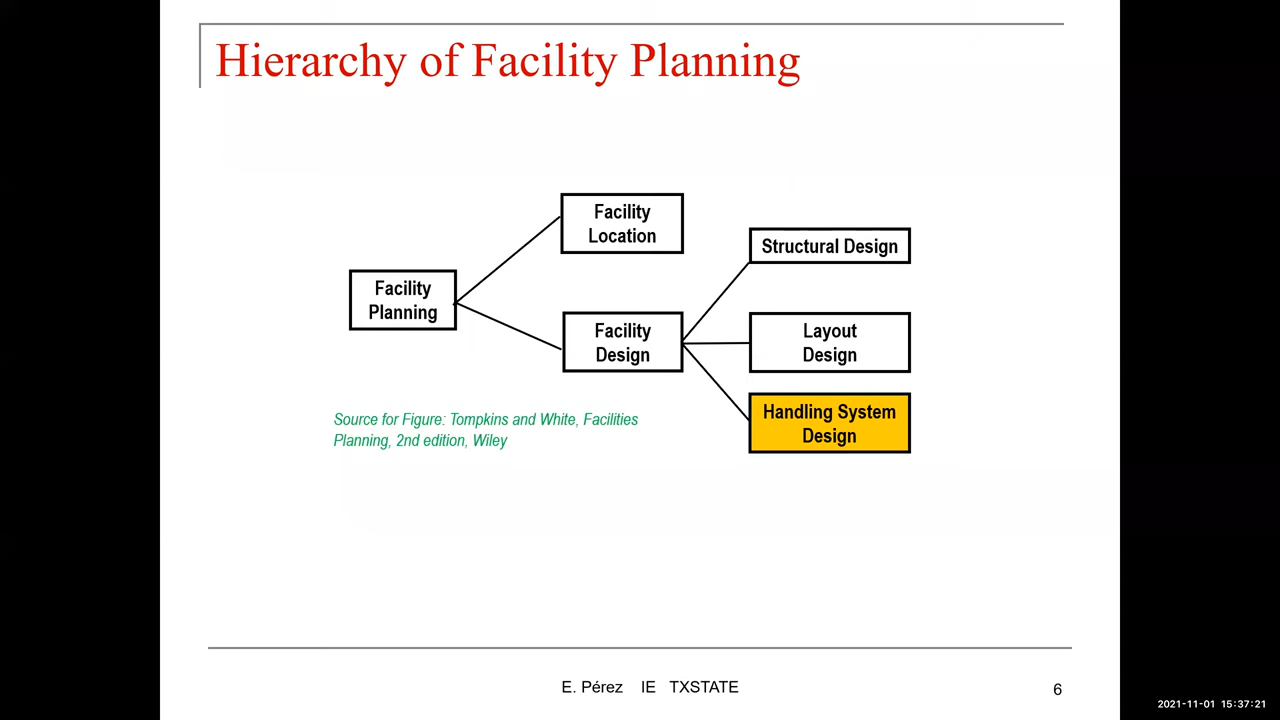 Hierarchy of Facility Planning
Facility
Location
Structural Design
Facility
Planning
Facility
Design
Layout
Design
Handling System
Design
Source for Figure: Tompkins and White, Facilities
Planning, 2nd edition, Wiley
E. Pérez IE TXSTATE
6
2021-11-01 15:37:21